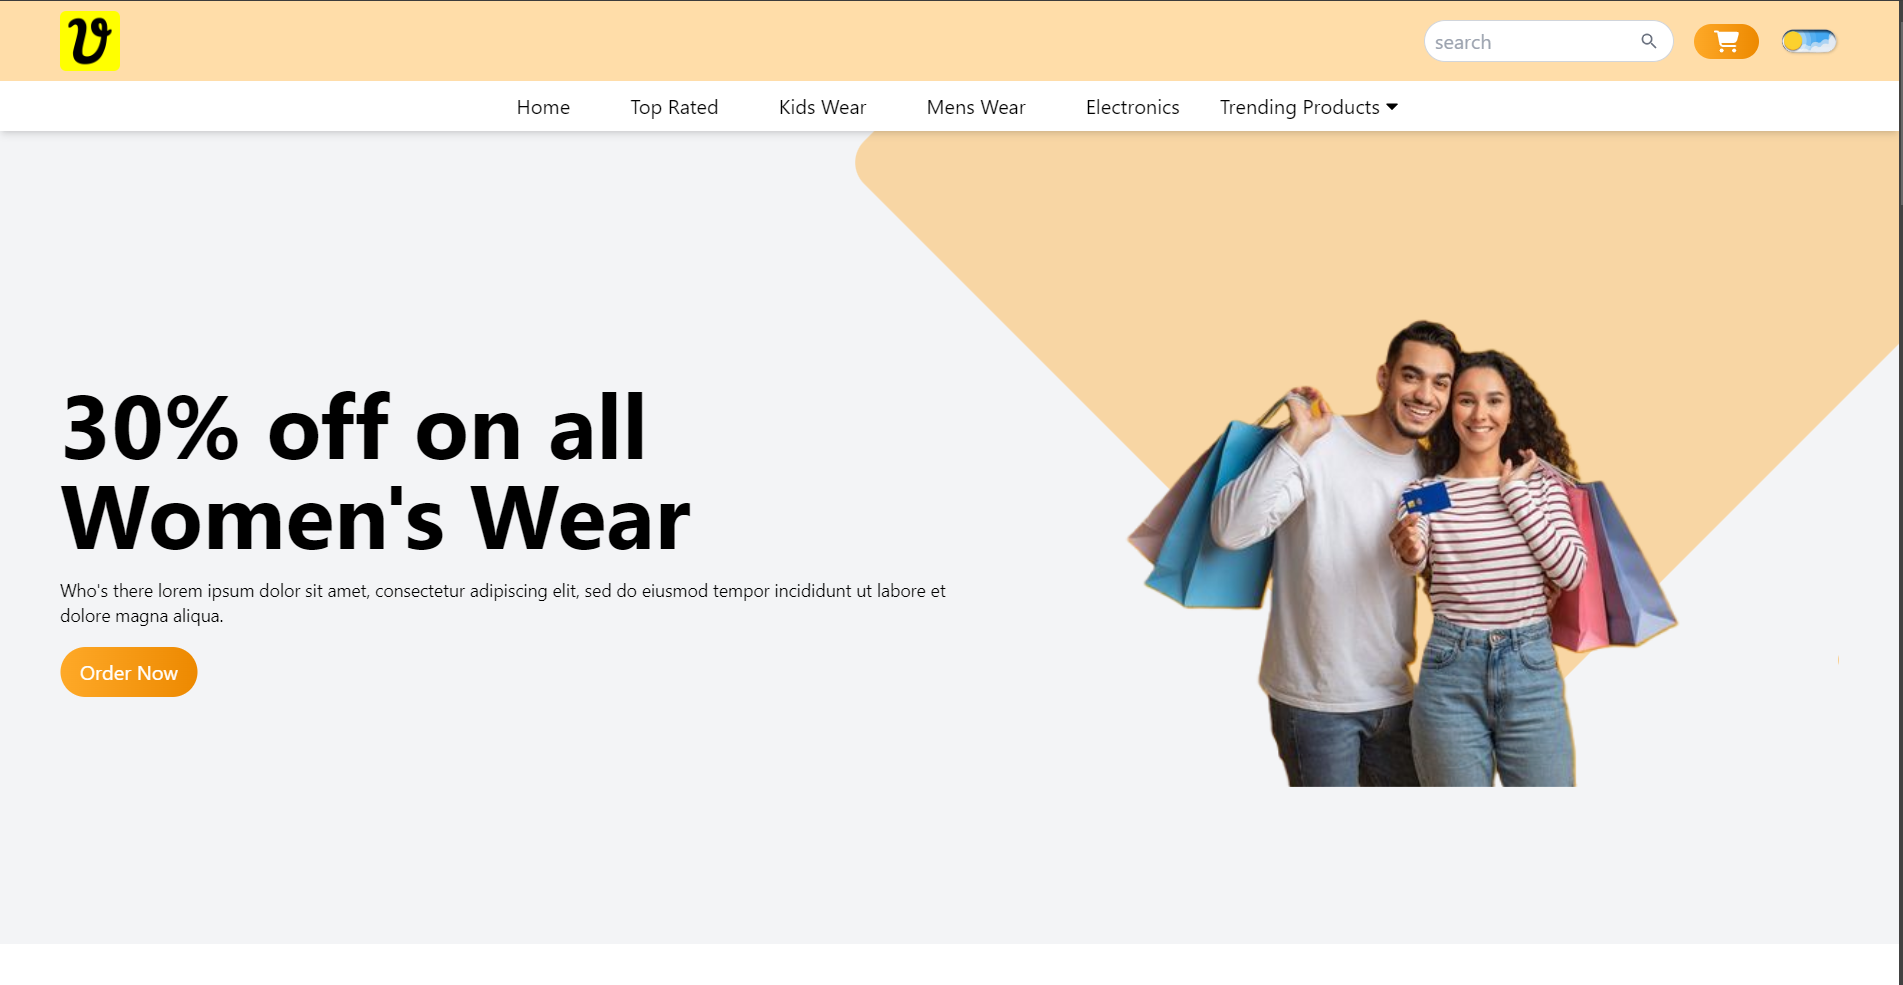 ϑ
search
Home Top Rated Kids Wear Mens Wear Electronics Trending Products
30% off on all
Women's Wear
Who's there lorem ipsum dolor sit amet, consectetur adipiscing elit, sed do eiusmod tempor incididunt ut labore et
dolore magna aliqua.
Order Now